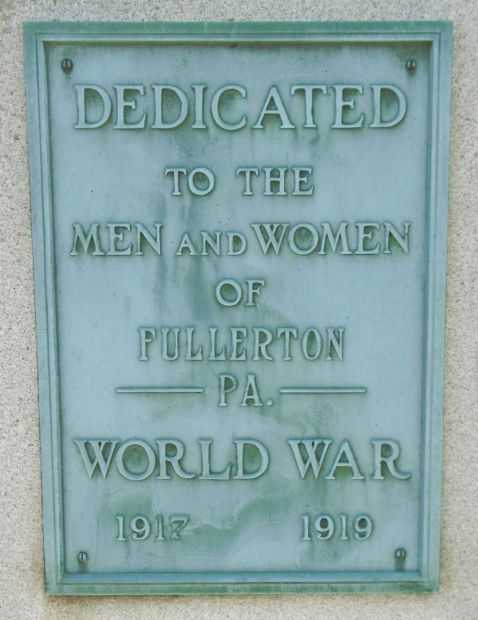 DEDICATED
TO THE
MEN AND WOMEN
OF
FULLERTON
PA.
WORLD WAR
1917 1919